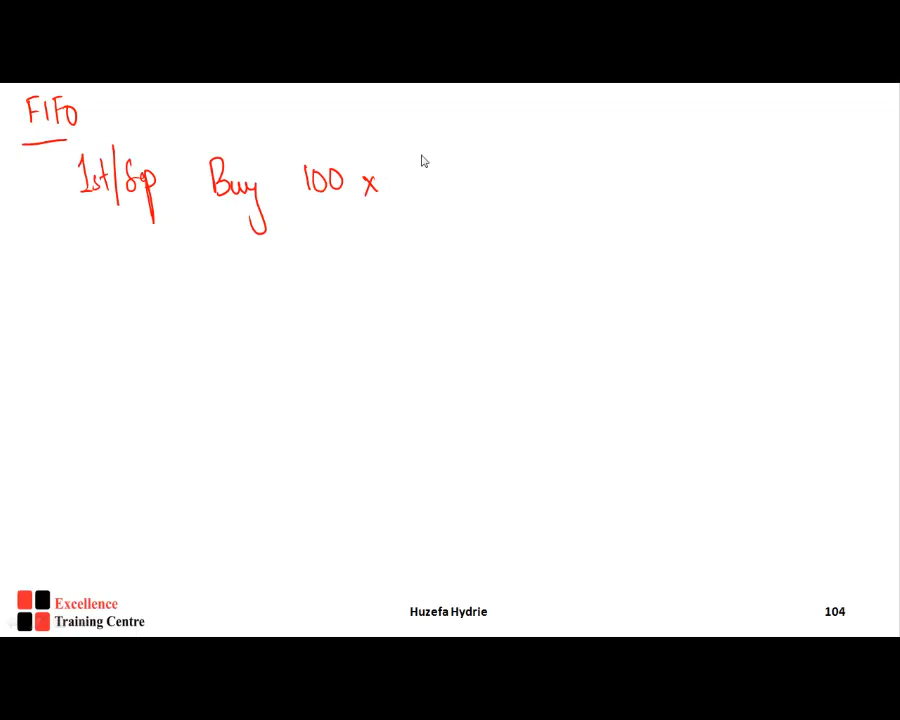 FIFO
1st/Sep Buy 100 x
Excellence
Training Centre
Huzefa Hydrie
104